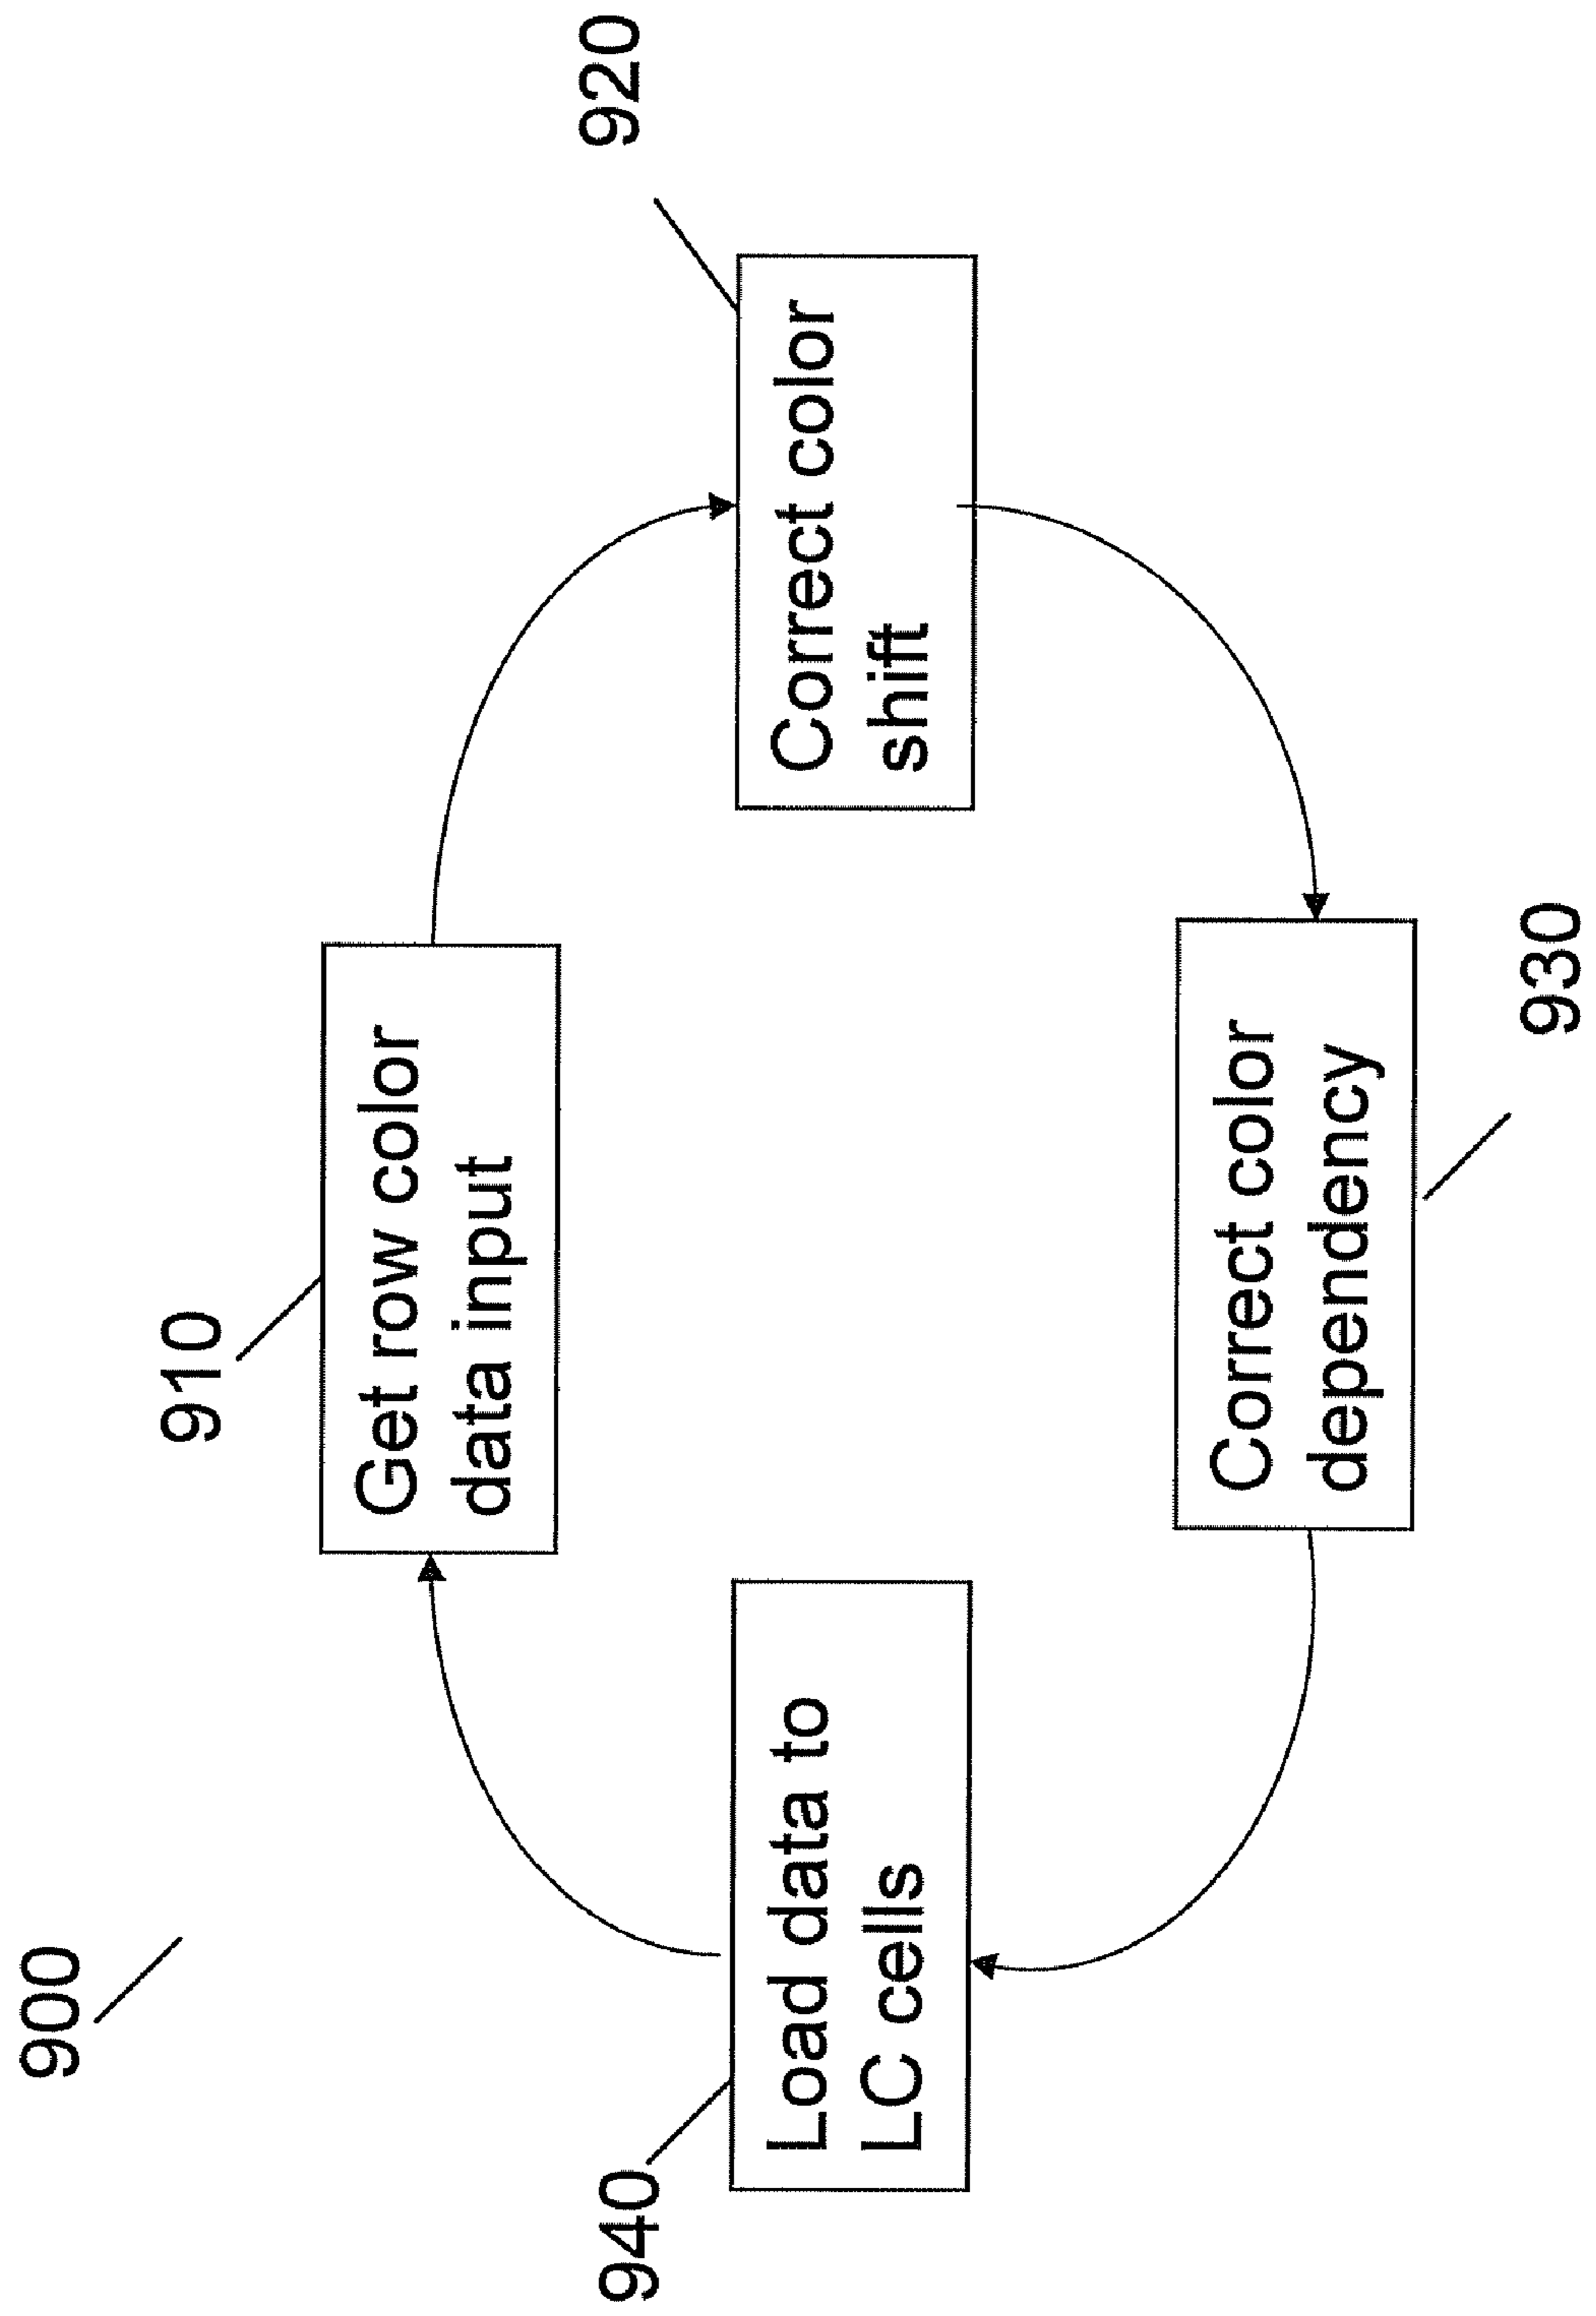 900
910
Get row color
data input
920
Correct color
shift
930
Correct color
dependency
940
Load data to
LC cells